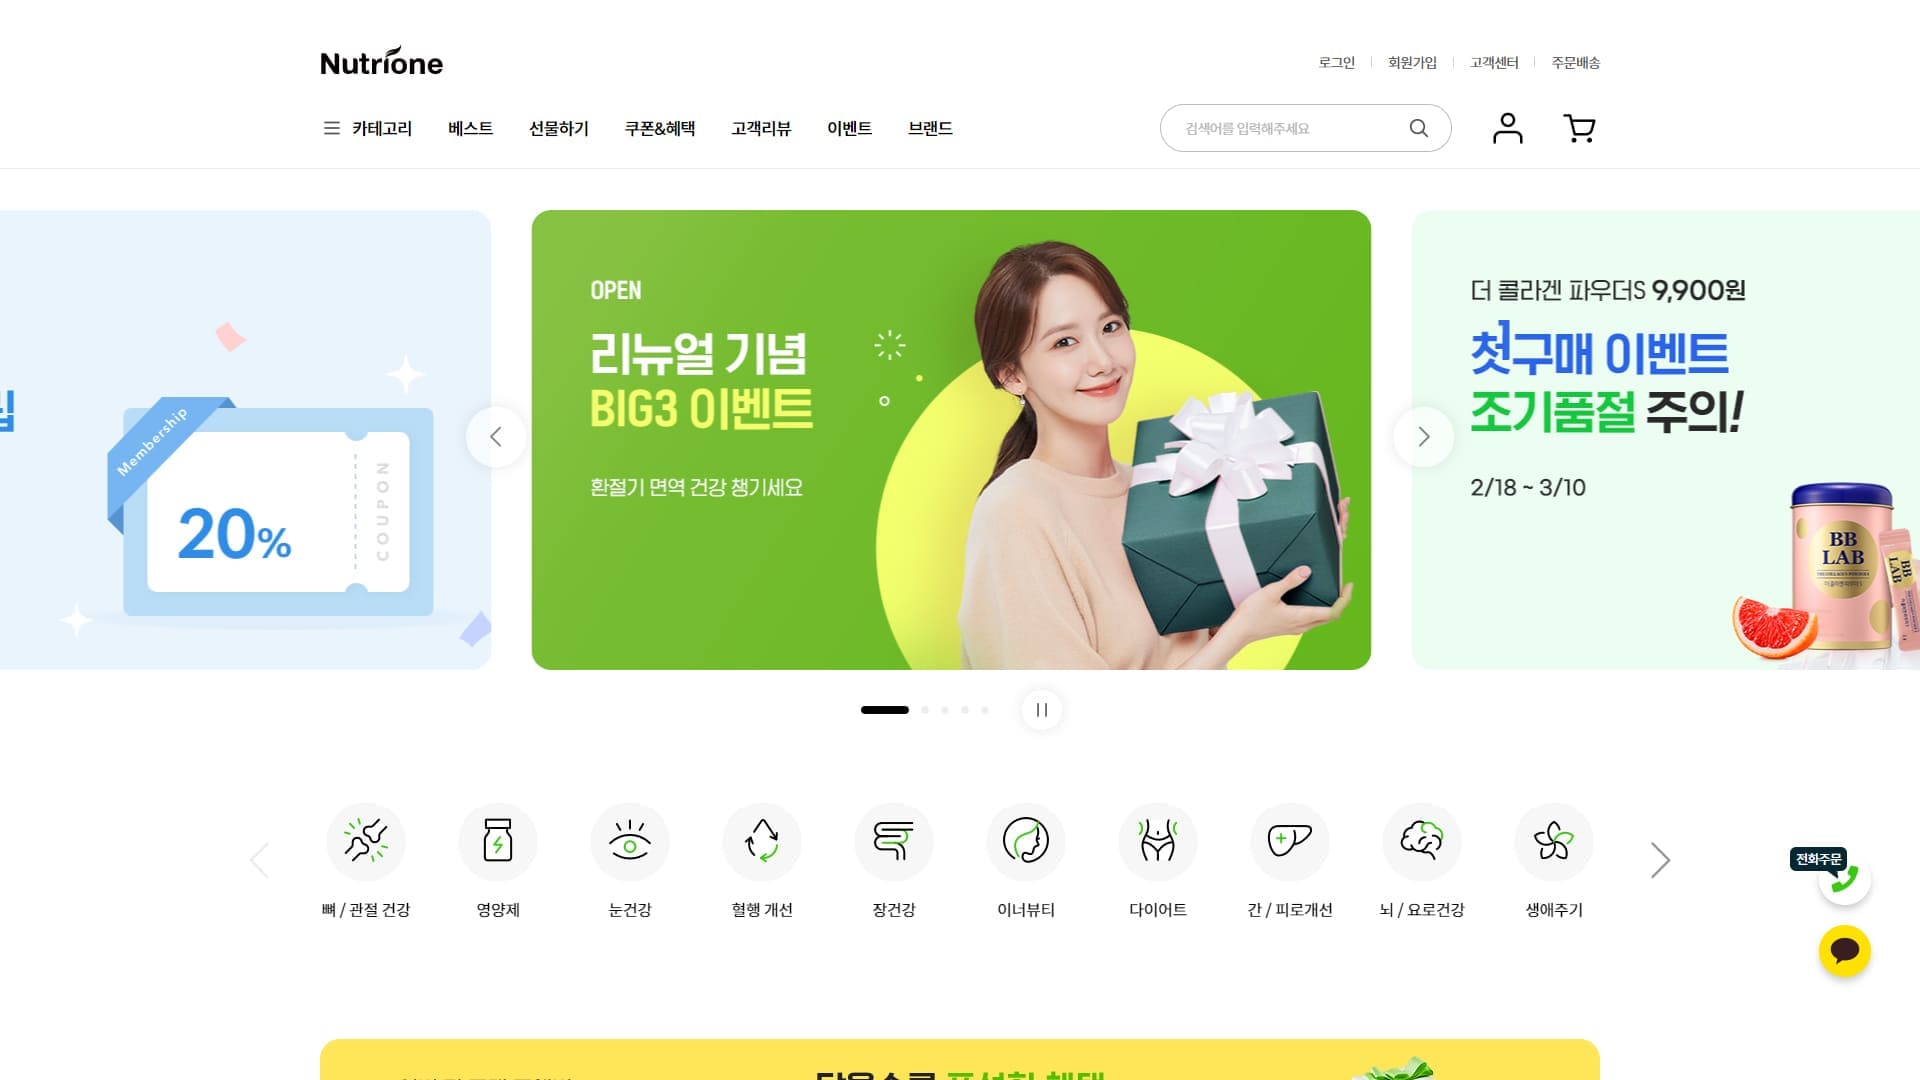 Nutrione
로그인
회원가입
고객센터
주문배송
카테고리
베스트
선물하기
쿠폰&혜택
고객리뷰
이벤트
브랜드
검색어를 입력해주세요
Membership
20%
COUPON
OPEN
리뉴얼 기념
BIG3 이벤트
환절기 면역 건강 챙기세요
더 콜라겐 파우더S 9,900원
첫구매 이벤트
조기품절 주의!
2/18 ~ 3/10
BB
LAB
BB
LAB
뼈 / 관절 건강
영양제
눈건강
혈행 개선
장건강
이너뷰티
다이어트
간 / 피로개선
뇌 / 요로건강
생애주기
전화주문